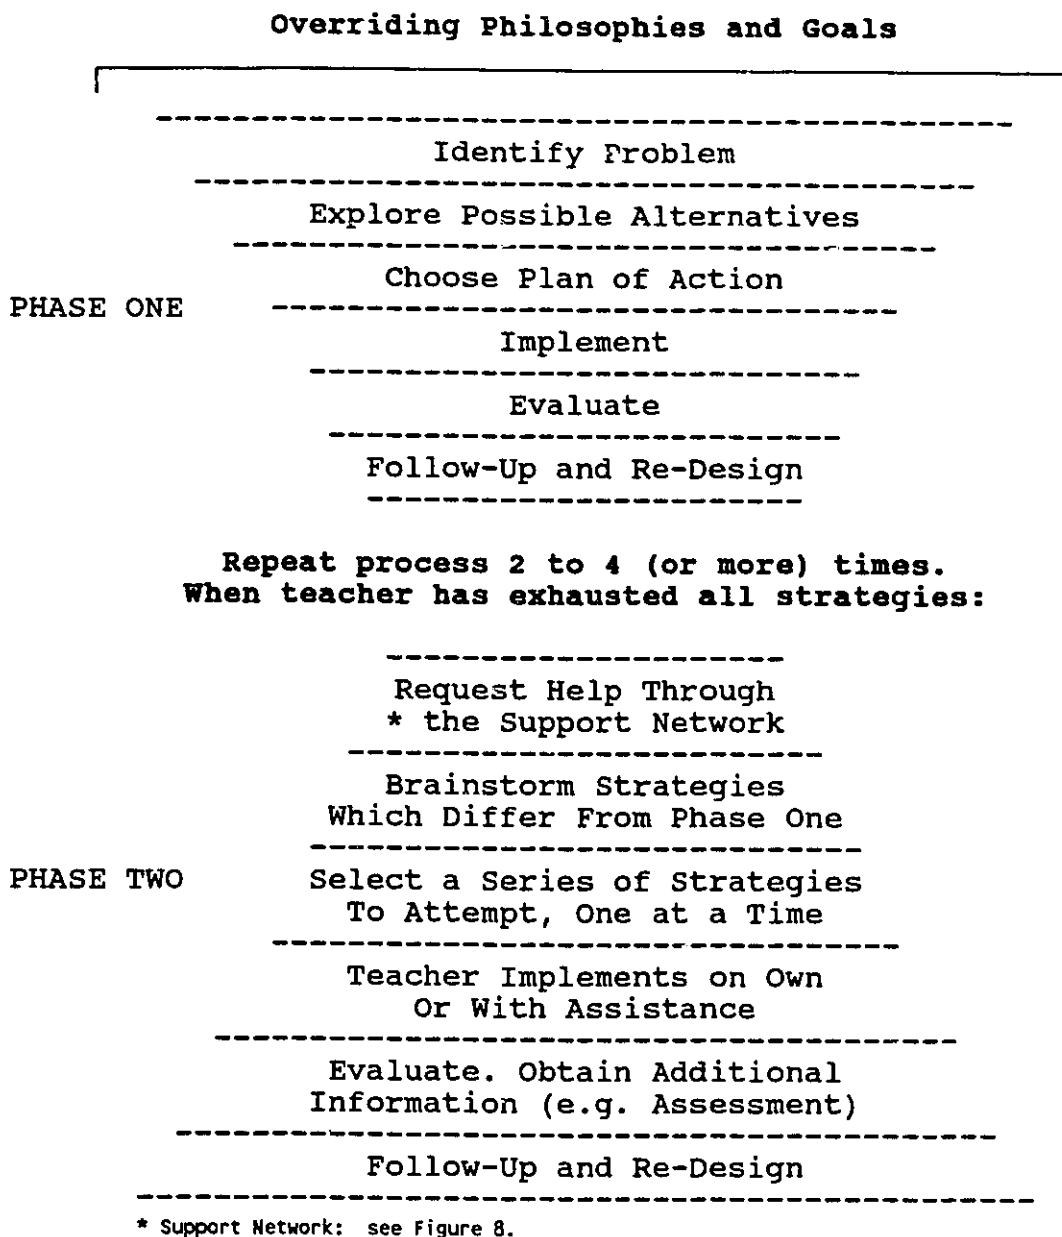 Overriding Philosophies and Goals
Identify Problem
Explore Possible Alternatives
Choose Plan of Action
PHASE ONE
Implement
Evaluate
Follow-Up and Re-Design
Repeat process 2 to 4 (or more) times.
When teacher has exhausted all strategies:
Request Help Through
* the Support Network
Brainstorm Strategies
Which Differ From Phase One
PHASE TWO
Select a Series of Strategies
To Attempt, One at a Time
Teacher Implements on Own
Or With Assistance
Evaluate. Obtain Additional
Information (e.g. Assessment)
Follow-Up and Re-Design
* Support Network: see Figure 8.